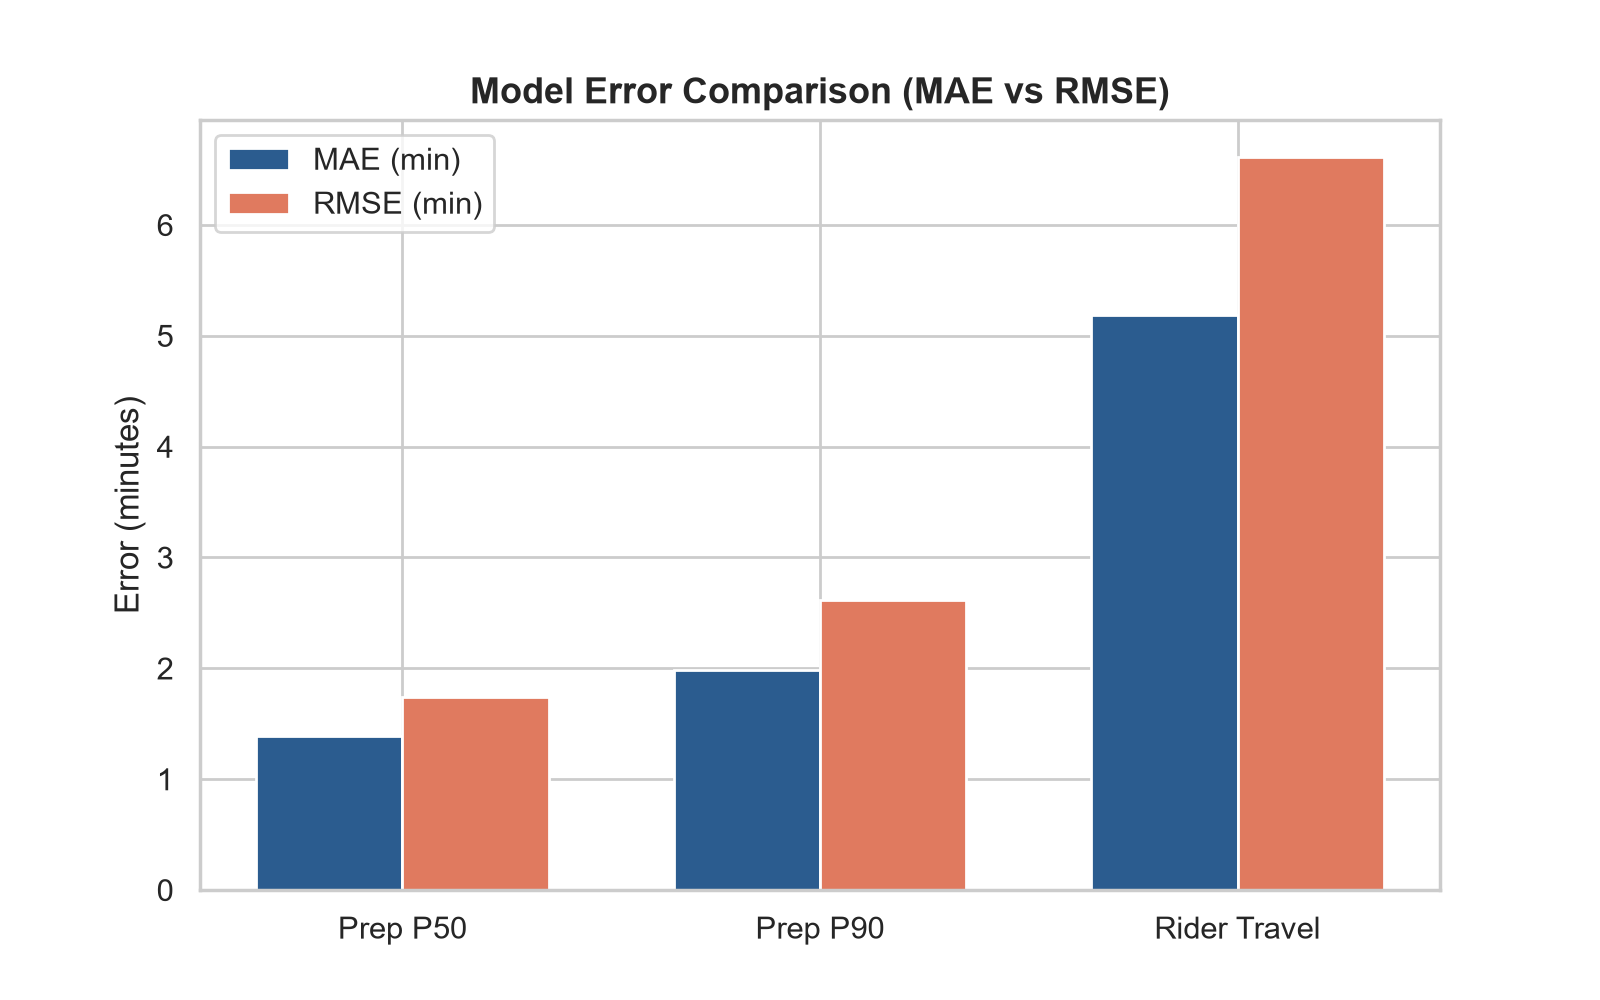 Model Error Comparison (MAE vs RMSE)
MAE (min)
RMSE (min)
6
5
4
3
2
1
0
Error (minutes)
Prep P50
Prep P90
Rider Travel